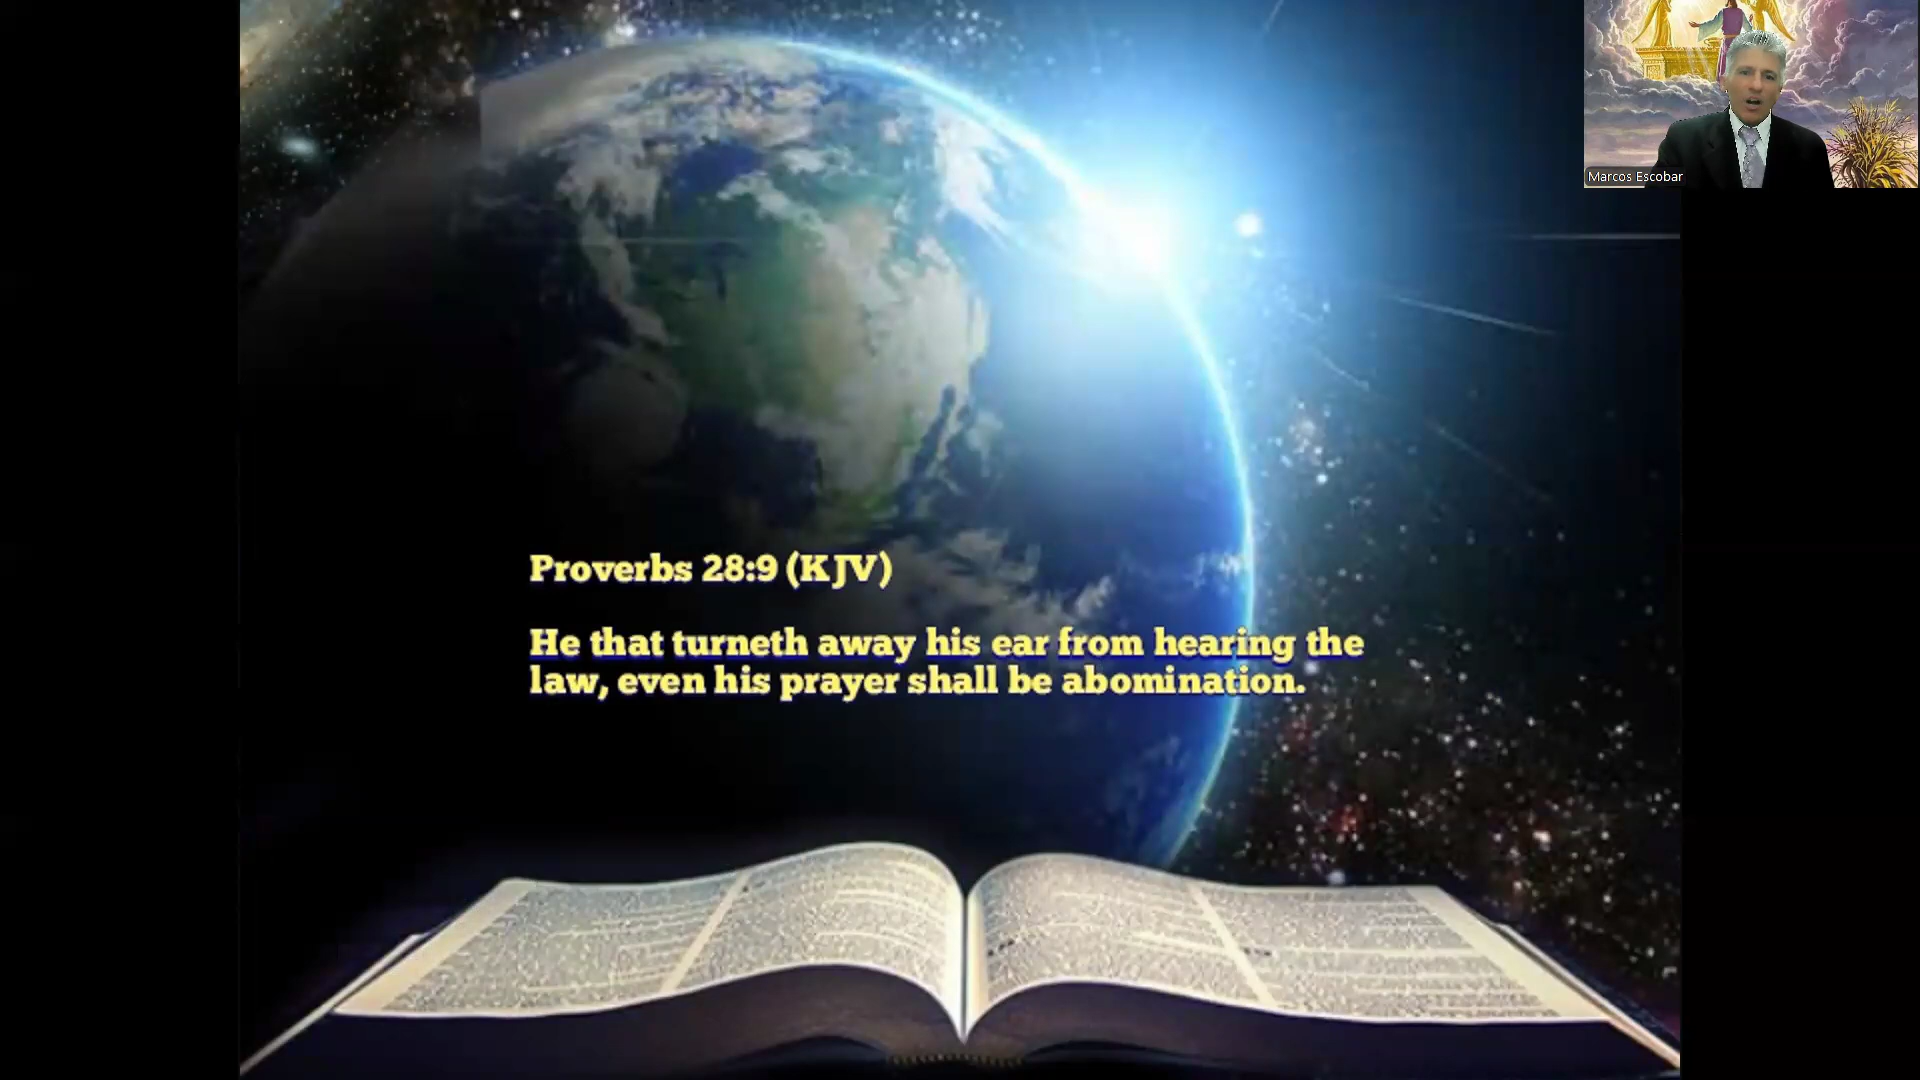 Marcos Escobar
Proverbs 28:9 (KJV)
He that turneth away his ear from hearing the
law, even his prayer shall be abomination.